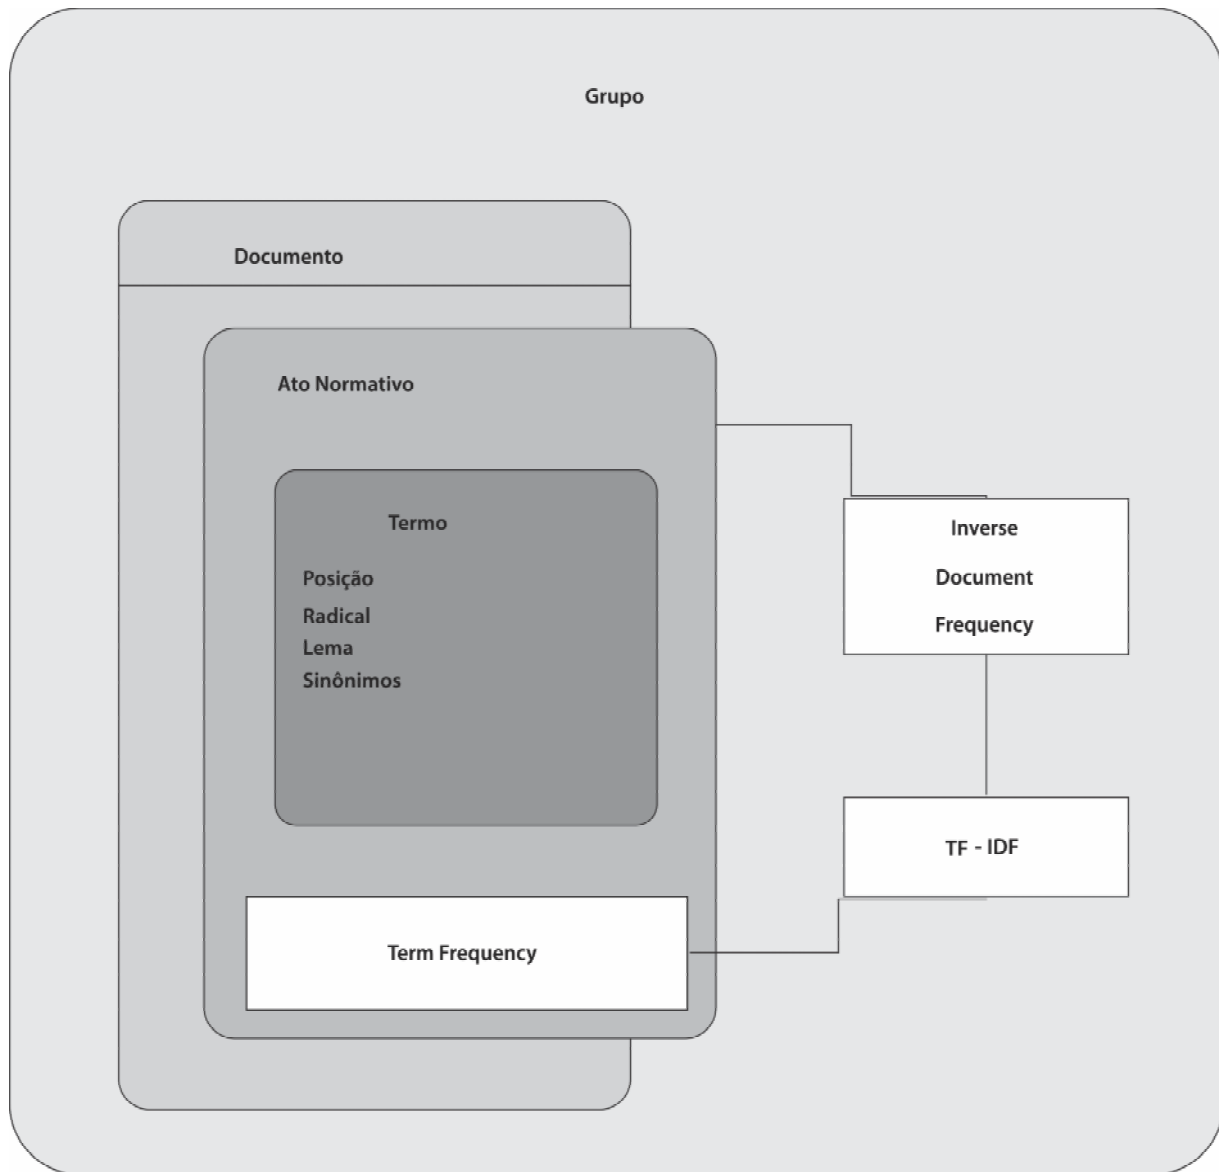 Grupo
Documento
Ato Normativo
Termo
Posição
Radical
Lema
Sinônimos
Term Frequency
Inverse
Document
Frequency
TF - IDF